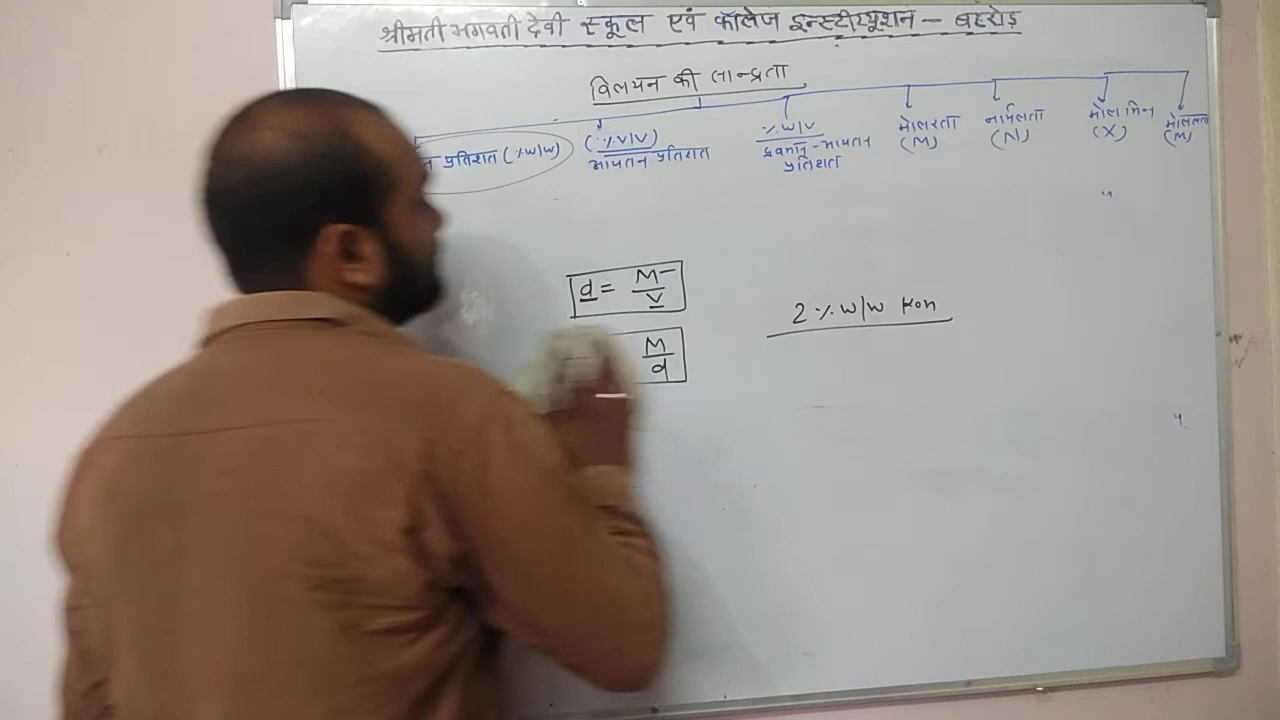 श्रीमती भगवती देवी स्कूल एवं कॉलेज इन्स्टीट्यूशन - बहरोड़
विलयन की सान्द्रता
प्रतिशत (% W/W)
(% V/V)
आयतन प्रतिशत
% W/V
द्रव्यमान - आयतन
प्रतिशत
मोलरता
(M)
नार्मलता
(N)
मोल भिन्न
(X)
मोललता
(M)
d = M/V
M/d
2 % W/W KOH